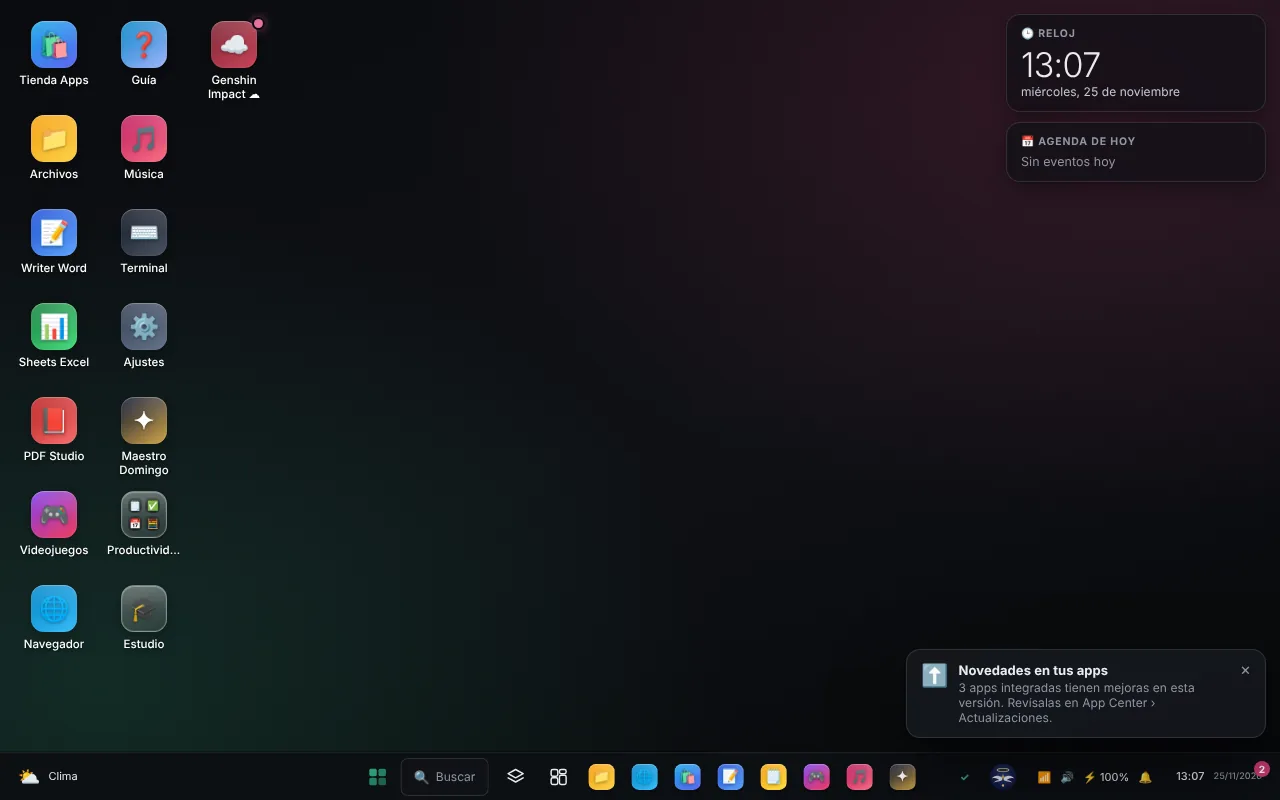 Tienda Apps
Guía
Genshin
Impact ☁
Archivos
Música
Writer Word
Terminal
Sheets Excel
Ajustes
PDF Studio
Maestro
Domingo
Videojuegos
Productivid...
Navegador
Estudio
RELOJ
13:07
miércoles, 25 de noviembre
AGENDA DE HOY
Sin eventos hoy
Novedades en tus apps
3 apps integradas tienen mejoras en esta
versión. Revísalas en App Center ›
Actualizaciones.
Clima
Buscar
100%
13:07
25/11/2026
2